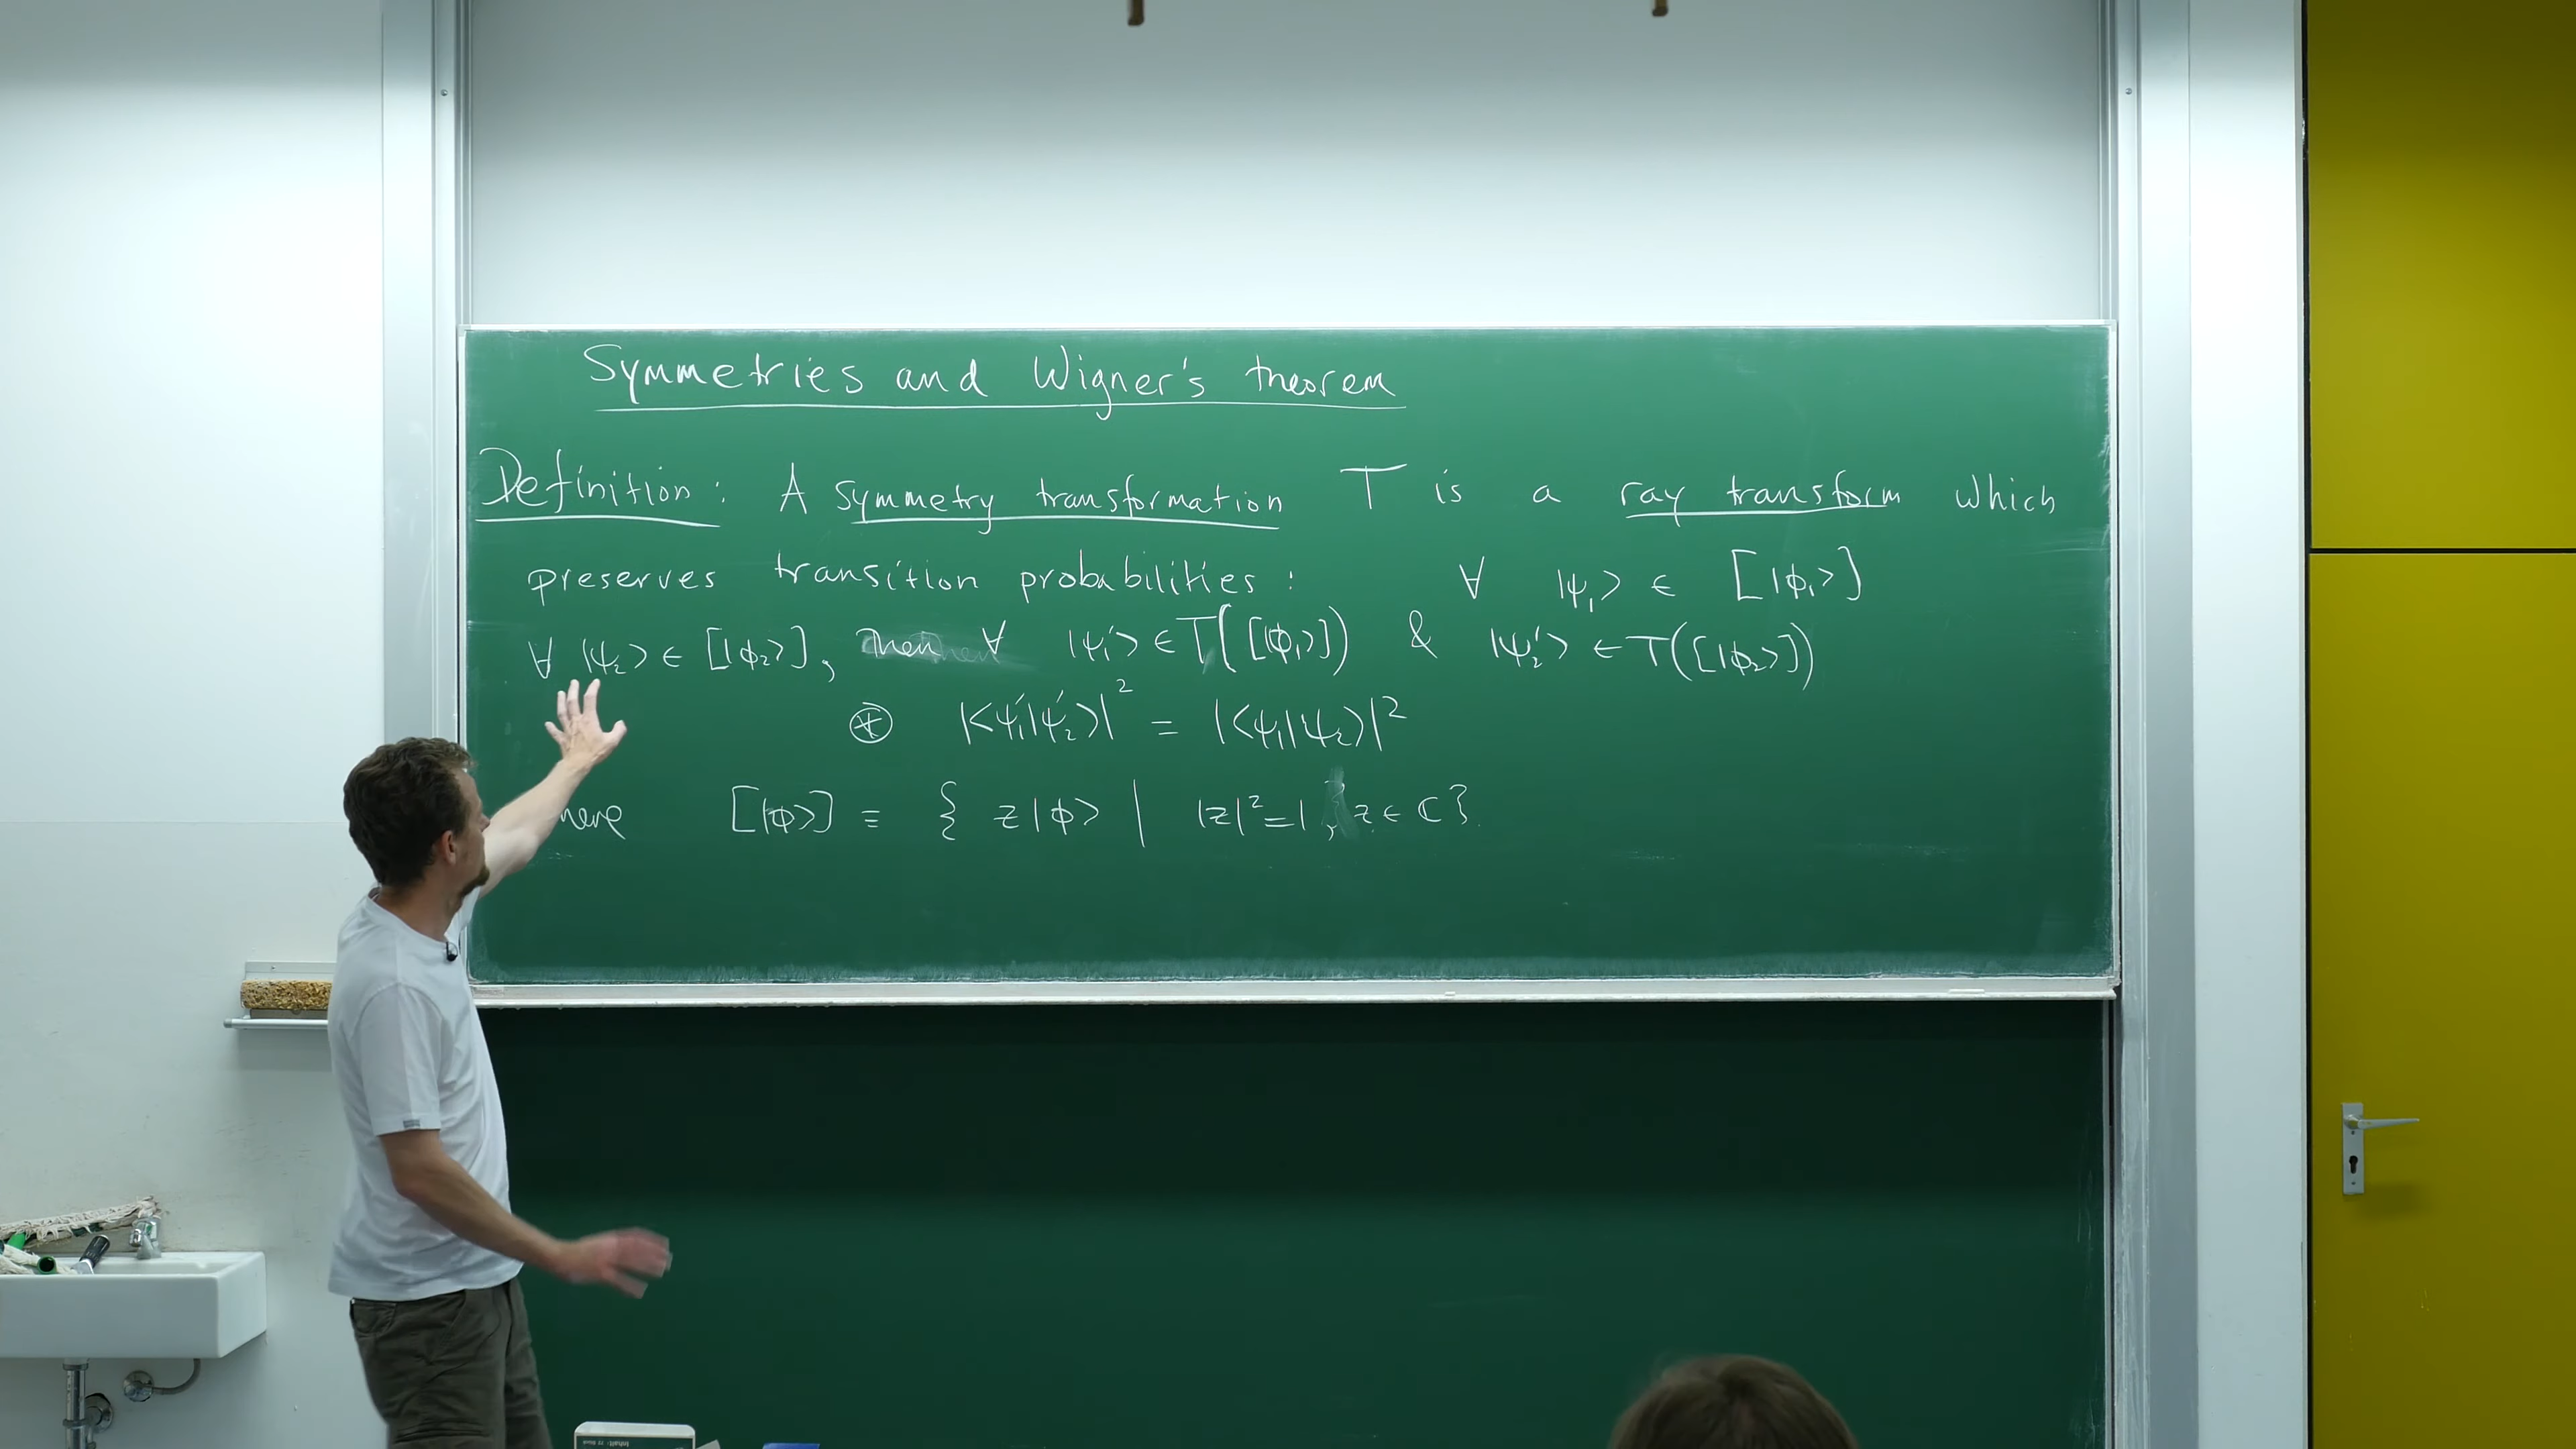 Symmetries and Wigner's theorem
Definition: A symmetry transformation T is a ray transform which
preserves transition probabilities: ∀ |ψ₁> ∈ [|ϕ₁>]
∀ |ψ₂> ∈ [|ϕ₂>], then ∀ |ψ₁'> ∈ T([|ϕ₁>]) & |ψ₂'> ∈ T([|ϕ₂>])
⊛ |<ψ₁'|ψ₂'>|² = |<ψ₁|ψ₂>|²
here [|ϕ>] ≡ { z|ϕ> | |z|²=1, z ∈ ℂ}